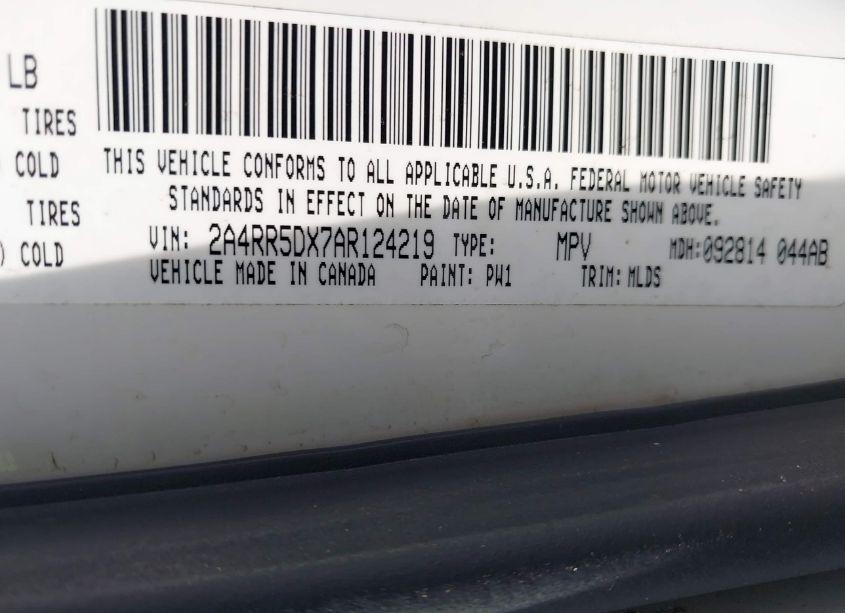 LB
TIRES
COLD
THIS VEHICLE CONFORMS TO ALL APPLICABLE U.S.A. FEDERAL MOTOR VEHICLE SAFETY
STANDARDS IN EFFECT ON THE DATE OF MANUFACTURE SHOWN ABOVE.
TIRES
) COLD
VIN: 2A4RR5DX7AR124219 TYPE: MPV MDH:092814 044AB
VEHICLE MADE IN CANADA PAINT: PW1 TRIM: MLDS